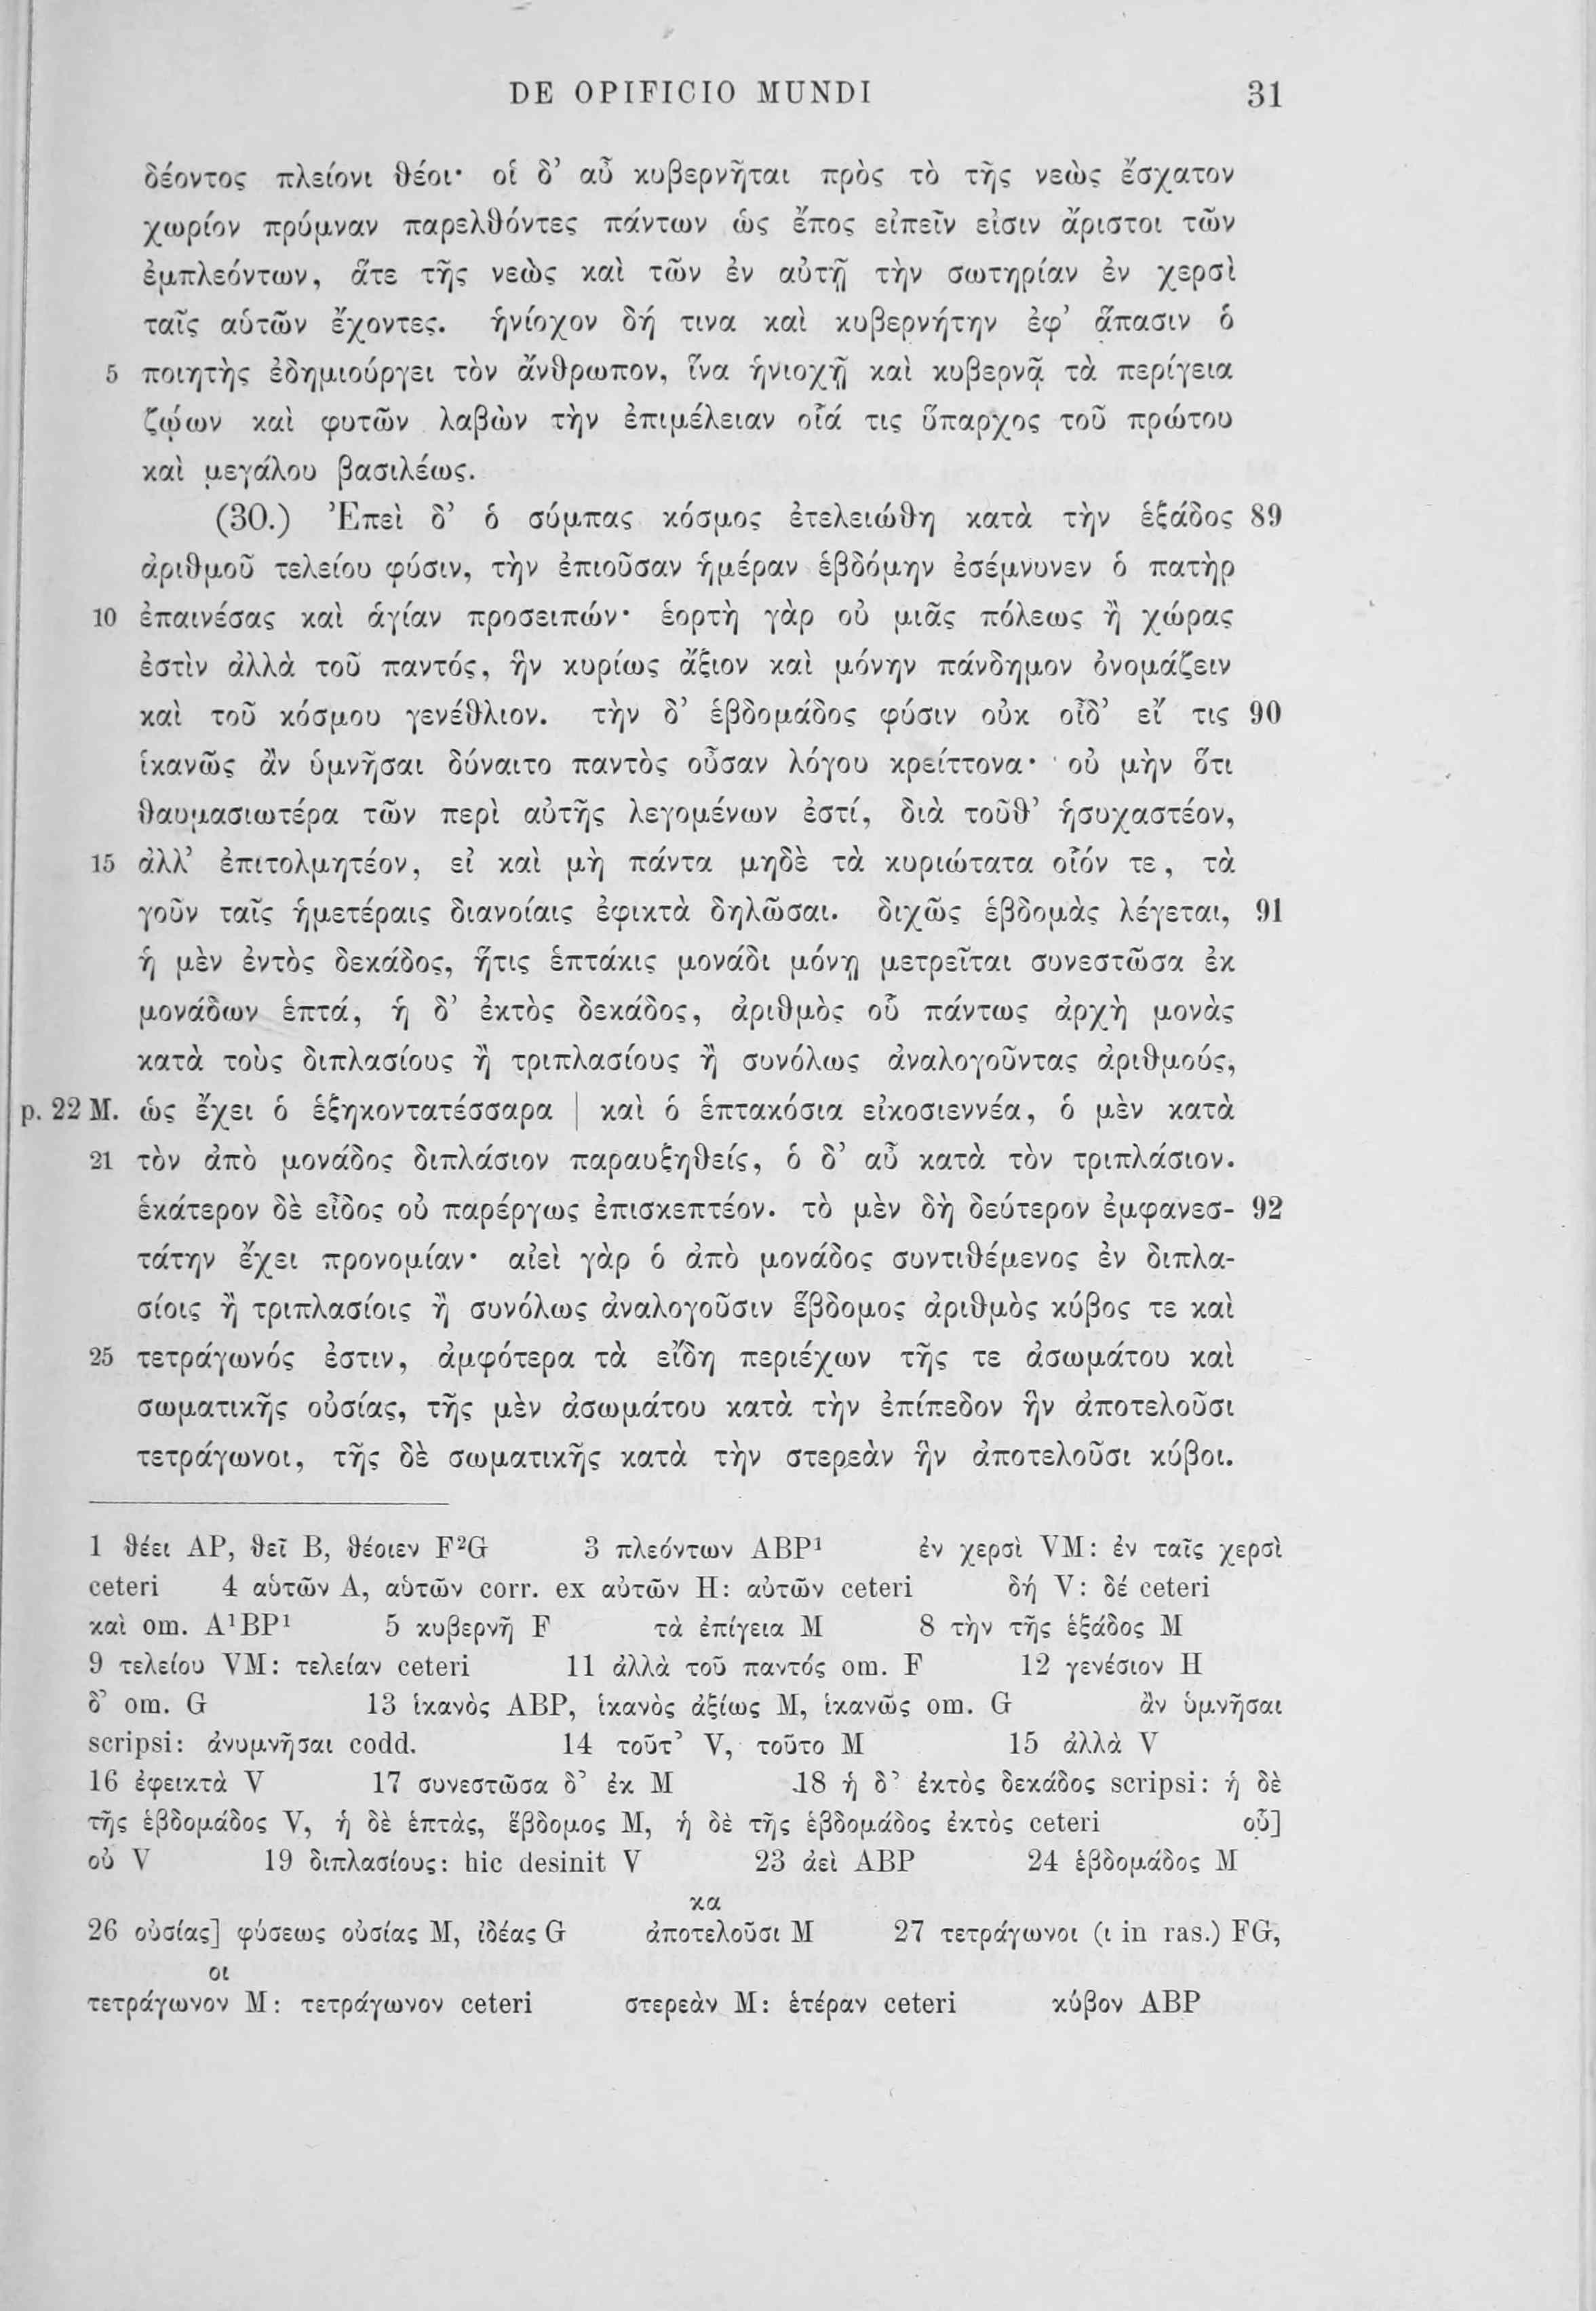 DE OPIFICIO MUNDI 31
δέοντος πλείονι θέοι· οἱ δ’ αὖ κυβερνῆται πρὸς τὸ τῆς νεὼς ἔσχατον
χωρίον πρύμναν παρελθόντες πάντων ὡς ἔπος εἰπεῖν εἰσιν ἄριστοι τῶν
ἐμπλεόντων, ἅτε τῆς νεὼς καὶ τῶν ἐν αὐτῇ τὴν σωτηρίαν ἐν χερσὶ
ταῖς αὑτῶν ἔχοντες. ἡνίοχον δή τινα καὶ κυβερνήτην ἐφ’ ἅπασιν ὁ
5 ποιητὴς ἐδημιούργει τὸν ἄνθρωπον, ἵνα ἡνιοχῇ καὶ κυβερνᾷ τὰ περίγεια
ζῴων καὶ φυτῶν λαβὼν τὴν ἐπιμέλειαν οἷά τις ὕπαρχος τοῦ πρώτου
καὶ μεγάλου βασιλέως.
(30.) Ἐπεὶ δ’ ὁ σύμπας κόσμος ἐτελειώθη κατὰ τὴν ἑξάδος 89
ἀριθμοῦ τελείου φύσιν, τὴν ἐπιοῦσαν ἡμέραν ἑβδόμην ἐσέμνυνεν ὁ πατὴρ
10 ἐπαινέσας καὶ ἁγίαν προσειπών· ἑορτὴ γὰρ οὐ μιᾶς πόλεως ἢ χώρας
ἐστὶν ἀλλὰ τοῦ παντός, ἣν κυρίως ἄξιον καὶ μόνην πάνδημον ὀνομάζειν
καὶ τοῦ κόσμου γενέθλιον. τὴν δ’ ἑβδομάδος φύσιν οὐκ οἶδ’ εἴ τις 90
ἱκανῶς ἂν ὑμνῆσαι δύναιτο παντὸς οὖσαν λόγου κρείττονα· οὐ μὴν ὅτι
θαυμασιωτέρα τῶν περὶ αὐτῆς λεγομένων ἐστί, διὰ τοῦθ’ ἡσυχαστέον,
15 ἀλλ’ ἐπιτολμητέον, εἰ καὶ μὴ πάντα μηδὲ τὰ κυριώτατα οἷόν τε, τὰ
γοῦν ταῖς ἡμετέραις διανοίαις ἐφικτὰ δηλῶσαι. διχῶς ἑβδομὰς λέγεται, 91
ἡ μὲν ἐντὸς δεκάδος, ἥτις ἑπτάκις μονάδι μόνῃ μετρεῖται συνεστῶσα ἐκ
μονάδων ἑπτά, ἡ δ’ ἐκτὸς δεκάδος, ἀριθμὸς οὗ πάντως ἀρχὴ μονὰς
κατὰ τοὺς διπλασίους ἢ τριπλασίους ἢ συνόλως ἀναλογοῦντας ἀριθμούς,
p. 22 M. ὡς ἔχει ὁ ἑξηκοντατέσσαρα | καὶ ὁ ἑπτακόσια εἰκοσιεννέα, ὁ μὲν κατὰ
21 τὸν ἀπὸ μονάδος διπλάσιον παραυξηθείς, ὁ δ’ αὖ κατὰ τὸν τριπλάσιον.
ἑκάτερον δὲ εἶδος οὐ παρέργως ἐπισκεπτέον. τὸ μὲν δὴ δεύτερον ἐμφανεσ- 92
τάτην ἔχει προνομίαν· αἰεὶ γὰρ ὁ ἀπὸ μονάδος συντιθέμενος ἐν διπλα-
σίοις ἢ τριπλασίοις ἢ συνόλως ἀναλογοῦσιν ἕβδομος ἀριθμὸς κύβος τε καὶ
25 τετράγωνός ἐστιν, ἀμφότερα τὰ εἴδη περιέχων τῆς τε ἀσωμάτου καὶ
σωματικῆς οὐσίας, τῆς μὲν ἀσωμάτου κατὰ τὴν ἐπίπεδον ἣν ἀποτελοῦσι
τετράγωνοι, τῆς δὲ σωματικῆς κατὰ τὴν στερεὰν ἣν ἀποτελοῦσι κύβοι.
1 θέει AP, θεῖ B, θέοιεν F²G 3 πλεόντων ABP¹ ἐν χερσὶ VM: ἐν ταῖς χερσὶ
ceteri 4 αὑτῶν A, αὑτῶν corr. ex αὐτῶν H: αὐτῶν ceteri δή V: δέ ceteri
καὶ om. A¹BP¹ 5 κυβερνῆ F τὰ ἐπίγεια M 8 τὴν τῆς ἑξάδος M
9 τελείου VM: τελείαν ceteri 11 ἀλλὰ τοῦ παντός om. F 12 γενέσιον H
δ’ om. G 13 ἱκανὸς ABP, ἱκανὸς ἀξίως M, ἱκανῶς om. G ἂν ὑμνῆσαι
scripsi: ἀνυμνῆσαι codd. 14 τοῦτ’ V, τοῦτο M 15 ἀλλὰ V
16 ἐφεικτὰ V 17 συνεστῶσα δ’ ἐκ M 18 ἡ δ’ ἐκτὸς δεκάδος scripsi: ἡ δὲ
τῆς ἑβδομάδος V, ἡ δὲ ἑπτὰς, ἕβδομος M, ἡ δὲ τῆς ἑβδομάδος ἐκτὸς ceteri οὗ]
οὐ V 19 διπλασίους: hic desinit V 23 ἀεὶ ABP 24 ἑβδομάδος M
κα
26 οὐσίας] φύσεως οὐσίας M, ἰδέας G ἀποτελοῦσι M 27 τετράγωνοι (ι in ras.) FG,
οι
τετράγωνον M: τετράγωνον ceteri στερεὰν M: ἑτέραν ceteri κύβον ABP